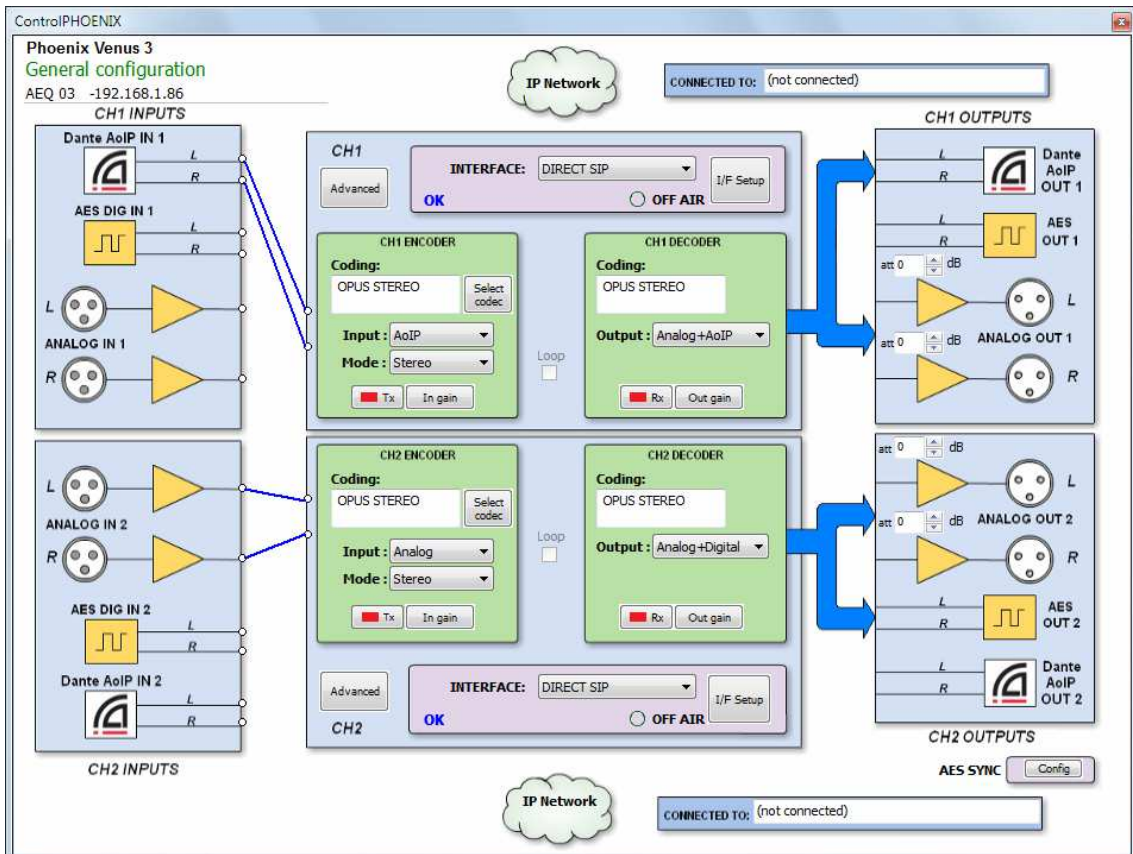 ControlPHOENIX
Phoenix Venus 3
General configuration
AEQ 03 -192.168.1.86
IP Network
CONNECTED TO: (not connected)
CH1 INPUTS
Dante AoIP IN 1
L
R
AES DIG IN 1
L
R
L
ANALOG IN 1
R
CH1
Advanced
INTERFACE: DIRECT SIP
I/F Setup
OK
OFF AIR
CH1 ENCODER
Coding:
OPUS STEREO
Select codec
Input : AoIP
Mode : Stereo
Tx
In gain
Loop
CH1 DECODER
Coding:
OPUS STEREO
Output : Analog+AoIP
Rx
Out gain
CH1 OUTPUTS
L
R
Dante
AoIP
OUT 1
L
R
AES
OUT 1
att 0 dB
L
att 0 dB
ANALOG OUT 1
R
L
ANALOG IN 2
R
AES DIG IN 2
L
R
Dante AoIP IN 2
L
R
CH2 INPUTS
CH2 ENCODER
Coding:
OPUS STEREO
Select codec
Input : Analog
Mode : Stereo
Tx
In gain
Loop
CH2 DECODER
Coding:
OPUS STEREO
Output : Analog+Digital
Rx
Out gain
Advanced
CH2
INTERFACE: DIRECT SIP
I/F Setup
OK
OFF AIR
att 0 dB
L
att 0 dB
ANALOG OUT 2
R
L
R
AES
OUT 2
L
R
Dante
AoIP
OUT 2
CH2 OUTPUTS
AES SYNC Config
IP Network
CONNECTED TO: (not connected)